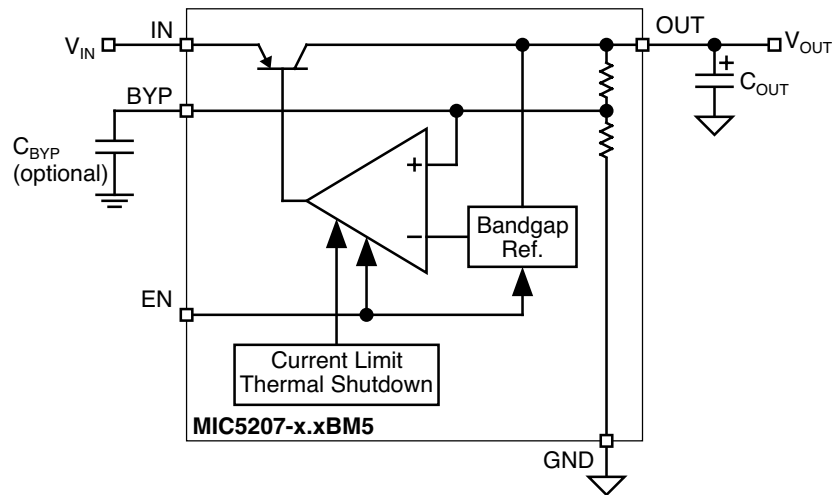 IN
OUT
V_IN
V_OUT
+
C_OUT
BYP
C_BYP
(optional)
+
−
Bandgap
Ref.
EN
Current Limit
Thermal Shutdown
MIC5207-x.xBM5
GND